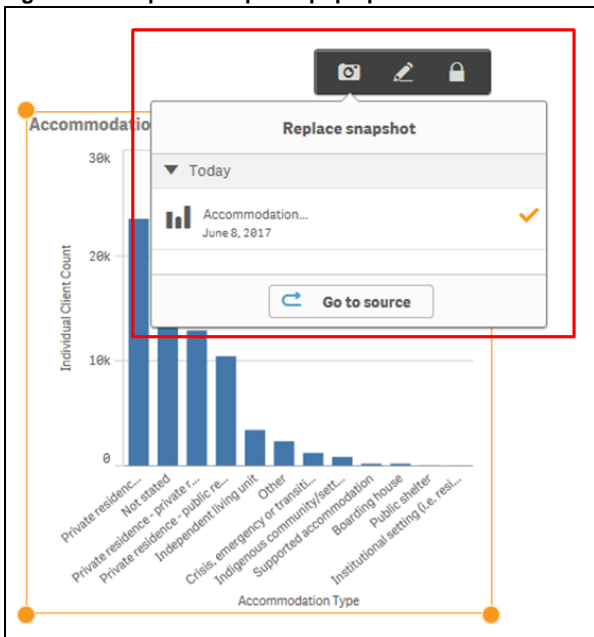 Accommodatio
Replace snapshot
Today
Accommodation...
June 8, 2017
Go to source
30k
20k
10k
0
Individual Client Count
Private residenc...
Not stated
Private residence - private r...
Private residence - public re...
Independent living unit
Other
Crisis, emergency or transiti...
Indigenous community/sett...
Supported accommodation
Boarding house
Public shelter
Institutional setting (i.e. resi...
Accommodation Type